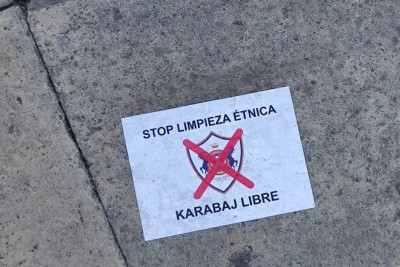 STOP LIMPIEZA ÉTNICA
KARABAJ LIBRE